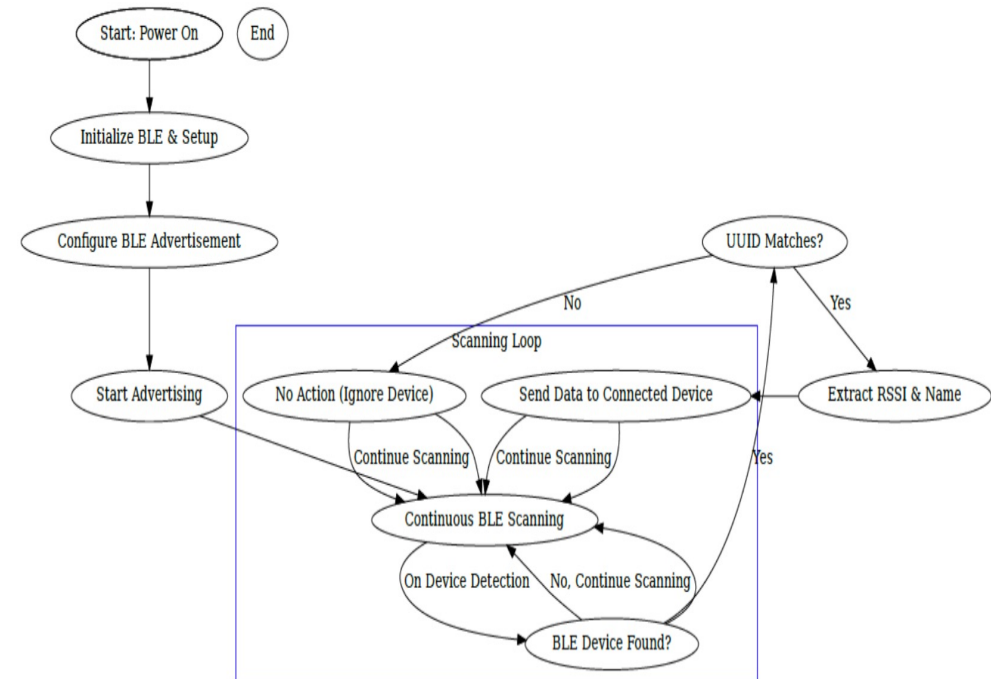 Start: Power On
End
Initialize BLE & Setup
Configure BLE Advertisement
UUID Matches?
No
Yes
Scanning Loop
Start Advertising
No Action (Ignore Device)
Send Data to Connected Device
Extract RSSI & Name
Continue Scanning
Continue Scanning
Yes
Continuous BLE Scanning
On Device Detection
No, Continue Scanning
BLE Device Found?